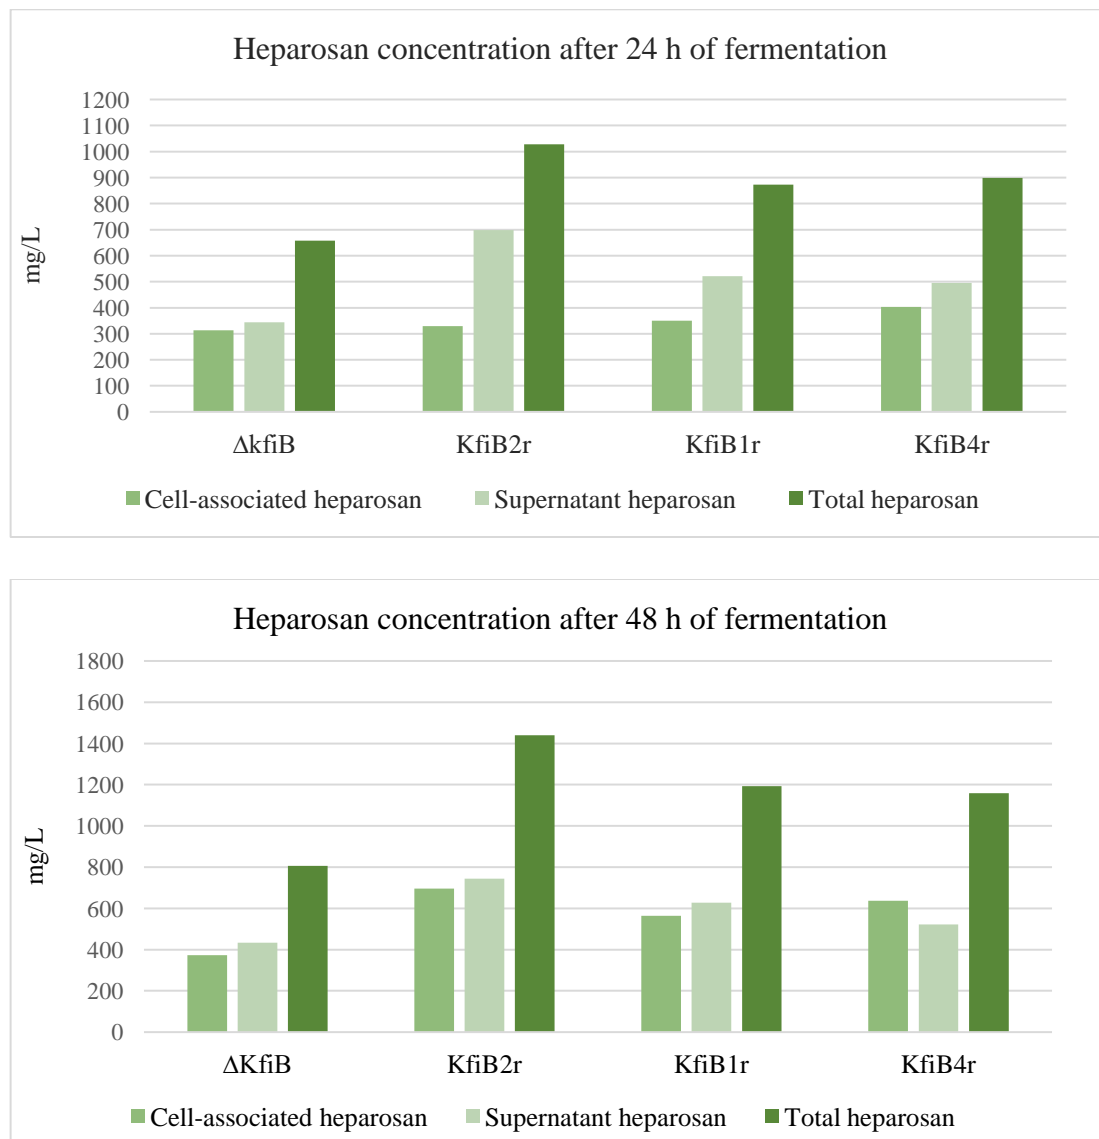 Heparosan concentration after 24 h of fermentation
1200
1100
1000
900
800
700
600
500
400
300
200
100
0
mg/L
ΔkfiB KfiB2r KfiB1r KfiB4r
Cell-associated heparosan Supernatant heparosan Total heparosan
Heparosan concentration after 48 h of fermentation
1800
1600
1400
1200
1000
800
600
400
200
0
mg/L
ΔKfiB KfiB2r KfiB1r KfiB4r
Cell-associated heparosan Supernatant heparosan Total heparosan